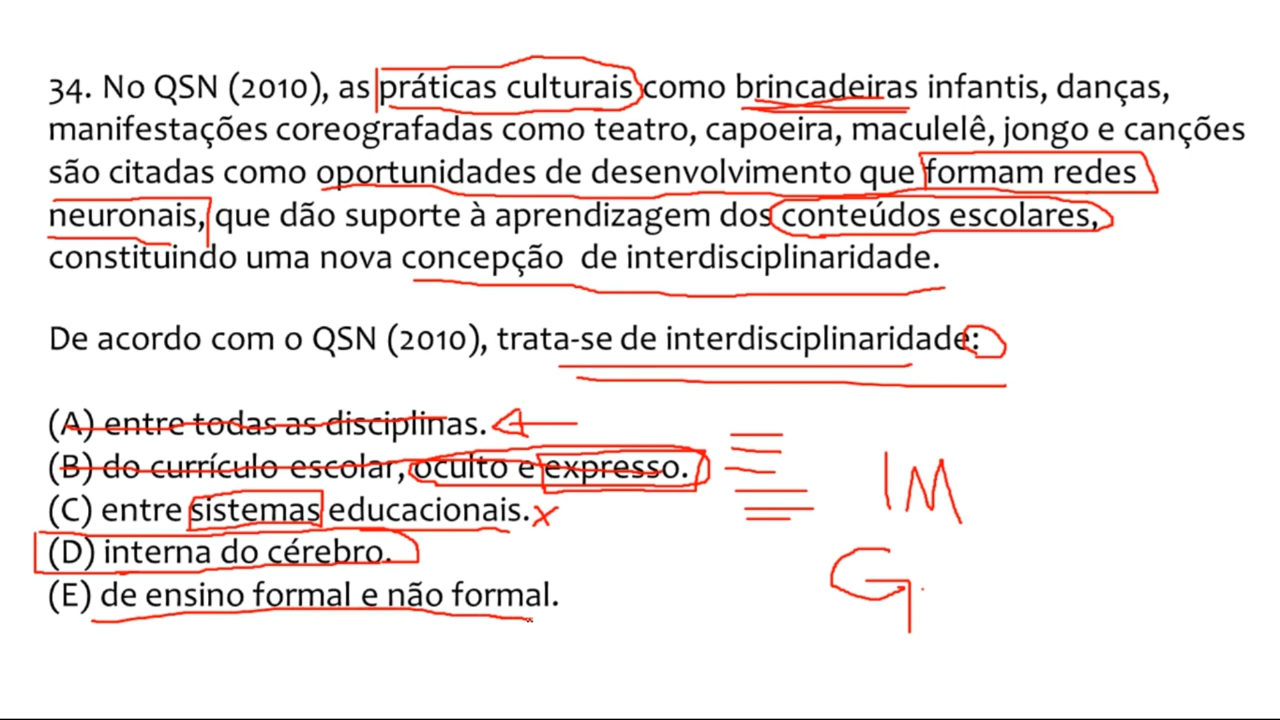 34. No QSN (2010), as práticas culturais como brincadeiras infantis, danças,
manifestações coreografadas como teatro, capoeira, maculelê, jongo e canções
são citadas como oportunidades de desenvolvimento que formam redes
neuronais, que dão suporte à aprendizagem dos conteúdos escolares,
constituindo uma nova concepção de interdisciplinaridade.
De acordo com o QSN (2010), trata-se de interdisciplinaridade:
(A) entre todas as disciplinas.
(B) do currículo escolar, oculto e expresso.
(C) entre sistemas educacionais. x
(D) interna do cérebro.
(E) de ensino formal e não formal.
IM
G